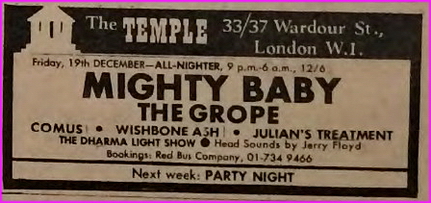 The TEMPLE 33/37 Wardour St.,
London W.I.
Friday, 19th DECEMBER—ALL-NIGHTER, 9 p.m.-6 a.m., 12/6
MIGHTY BABY
THE GROPE
COMUS! • WISHBONE ASH! • JULIAN'S TREATMENT
THE DHARMA LIGHT SHOW ● Head Sounds by Jerry Floyd
Bookings: Red Bus Company, 01-734 9466
Next week: PARTY NIGHT